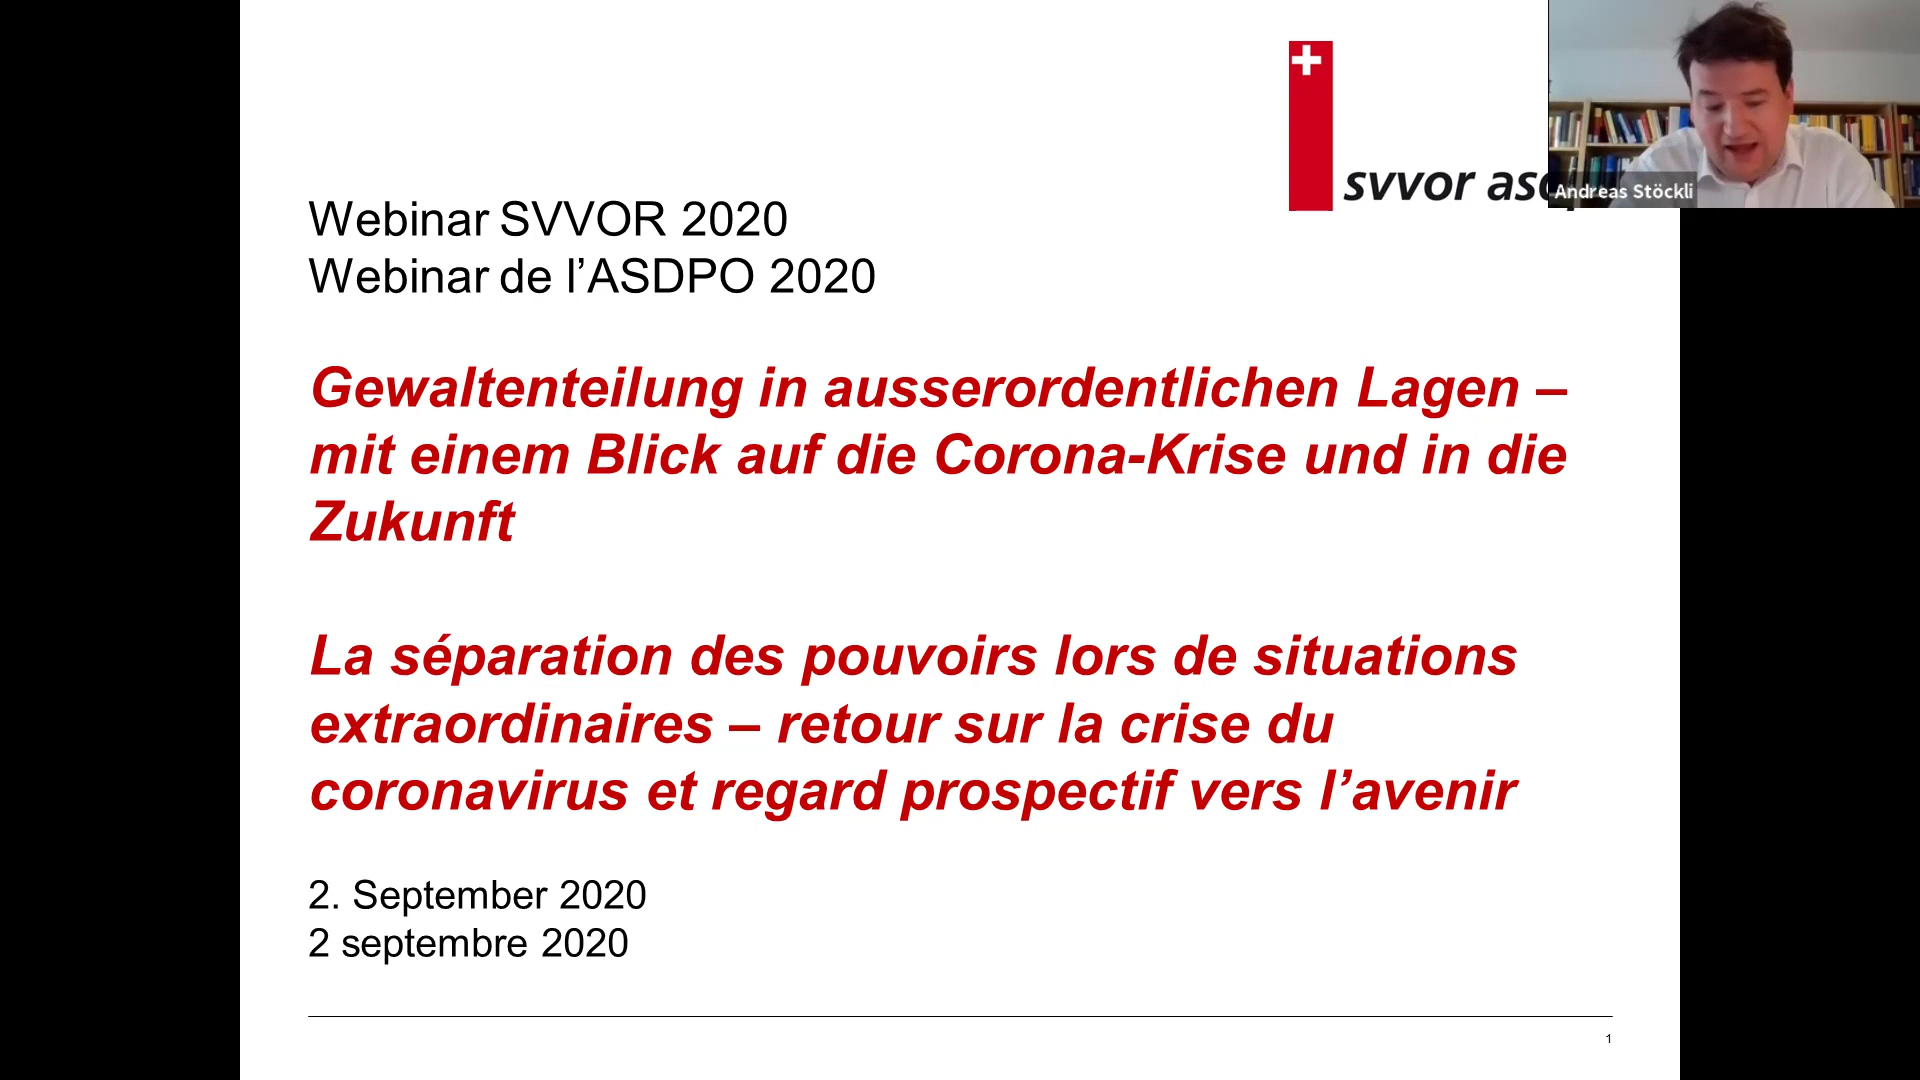 svvor
Andreas Stöckli
Webinar SVVOR 2020
Webinar de l’ASDPO 2020
Gewaltenteilung in ausserordentlichen Lagen –
mit einem Blick auf die Corona-Krise und in die
Zukunft
La séparation des pouvoirs lors de situations
extraordinaires – retour sur la crise du
coronavirus et regard prospectif vers l’avenir
2. September 2020
2 septembre 2020
1